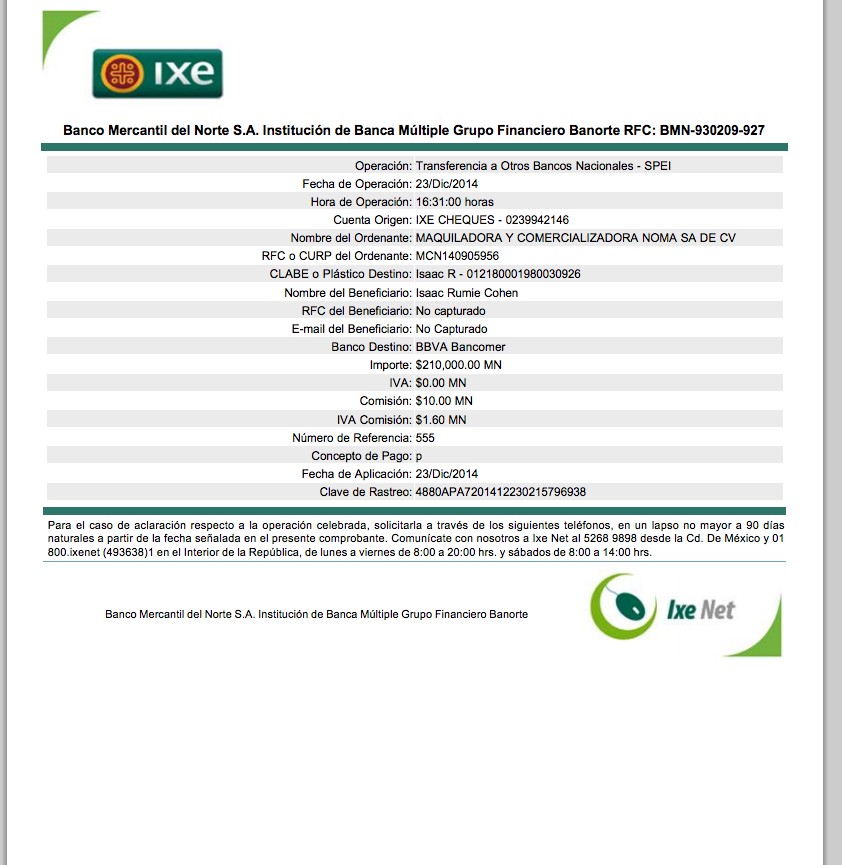 ixe
Banco Mercantil del Norte S.A. Institución de Banca Múltiple Grupo Financiero Banorte RFC: BMN-930209-927
Operación: Transferencia a Otros Bancos Nacionales - SPEI
Fecha de Operación: 23/Dic/2014
Hora de Operación: 16:31:00 horas
Cuenta Origen: IXE CHEQUES - 0239942146
Nombre del Ordenante: MAQUILADORA Y COMERCIALIZADORA NOMA SA DE CV
RFC o CURP del Ordenante: MCN140905956
CLABE o Plástico Destino: Isaac R - 012180001980030926
Nombre del Beneficiario: Isaac Rumie Cohen
RFC del Beneficiario: No capturado
E-mail del Beneficiario: No Capturado
Banco Destino: BBVA Bancomer
Importe: $210,000.00 MN
IVA: $0.00 MN
Comisión: $10.00 MN
IVA Comisión: $1.60 MN
Número de Referencia: 555
Concepto de Pago: p
Fecha de Aplicación: 23/Dic/2014
Clave de Rastreo: 4880APA7201412230215796938
Para el caso de aclaración respecto a la operación celebrada, solicitarla a través de los siguientes teléfonos, en un lapso no mayor a 90 días
naturales a partir de la fecha señalada en el presente comprobante. Comunícate con nosotros a Ixe Net al 5268 9898 desde la Cd. De México y 01
800.ixenet (493638)1 en el Interior de la República, de lunes a viernes de 8:00 a 20:00 hrs. y sábados de 8:00 a 14:00 hrs.
Banco Mercantil del Norte S.A. Institución de Banca Múltiple Grupo Financiero Banorte
Ixe Net